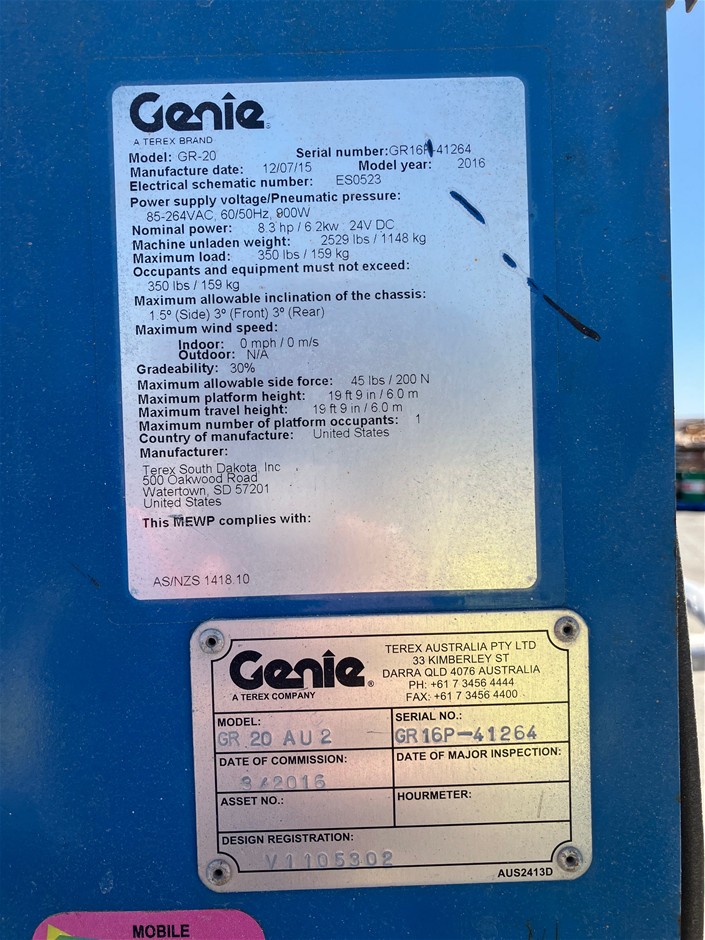 Genie
A TEREX BRAND
Model: GR-20 Serial number:GR16P-41264
Manufacture date: 12/07/15 Model year: 2016
Electrical schematic number: ES0523
Power supply voltage/Pneumatic pressure:
85-264VAC, 60/50Hz, 900W
Nominal power: 8.3 hp / 6.2kw 24V DC
Machine unladen weight: 2529 lbs / 1148 kg
Maximum load: 350 lbs / 159 kg
Occupants and equipment must not exceed:
350 lbs / 159 kg
Maximum allowable inclination of the chassis:
1.5º (Side) 3º (Front) 3º (Rear)
Maximum wind speed:
Indoor: 0 mph / 0 m/s
Outdoor: N/A
Gradeability: 30%
Maximum allowable side force: 45 lbs / 200 N
Maximum platform height: 19 ft 9 in / 6.0 m
Maximum travel height: 19 ft 9 in / 6.0 m
Maximum number of platform occupants: 1
Country of manufacture: United States
Manufacturer:
Terex South Dakota, Inc
500 Oakwood Road
Watertown, SD 57201
United States
This MEWP complies with:
AS/NZS 1418.10
Genie®
A TEREX COMPANY
TEREX AUSTRALIA PTY LTD
33 KIMBERLEY ST
DARRA QLD 4076 AUSTRALIA
PH: +61 7 3456 4444
FAX: +61 7 3456 4400
MODEL:
GR 20 AU 2
SERIAL NO.:
GR16P-41264
DATE OF COMMISSION:
3/2016
DATE OF MAJOR INSPECTION:
ASSET NO.:
HOURMETER:
DESIGN REGISTRATION:
V1105302
AUS2413D
MOBILE